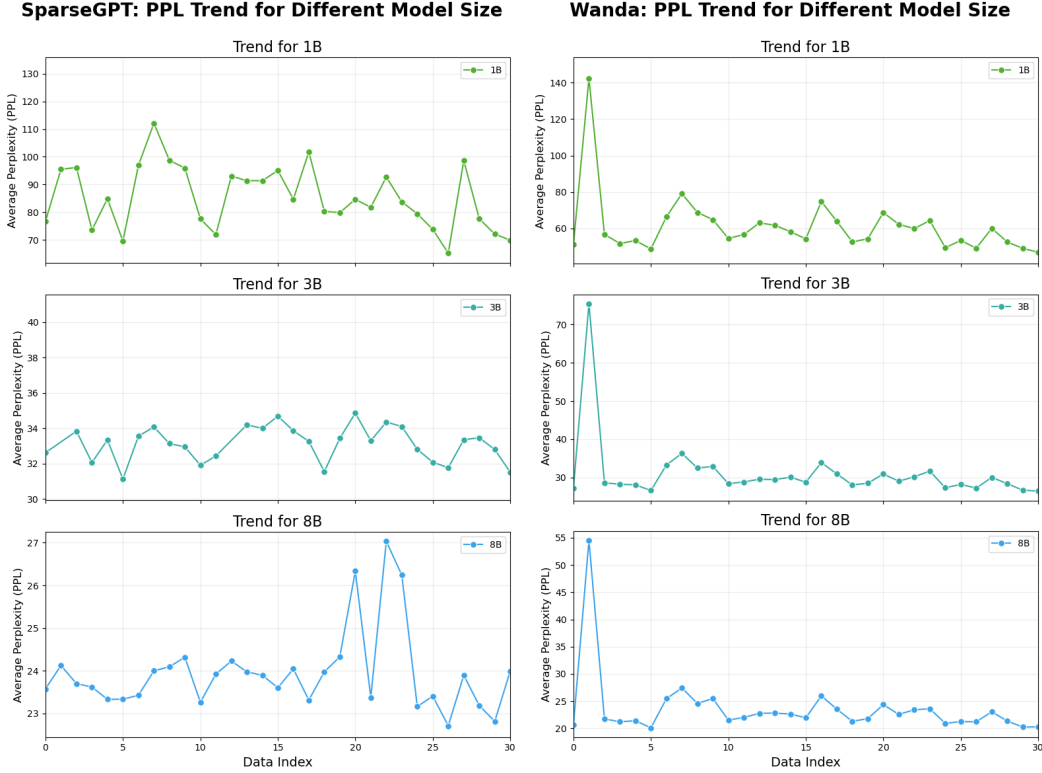 SparseGPT: PPL Trend for Different Model Size
Trend for 1B
Average Perplexity (PPL)
130
120
110
100
90
80
70
1B
Trend for 3B
Average Perplexity (PPL)
40
38
36
34
32
30
3B
Trend for 8B
Average Perplexity (PPL)
27
26
25
24
23
8B
0 5 10 15 20 25 30
Data Index
Wanda: PPL Trend for Different Model Size
Trend for 1B
Average Perplexity (PPL)
140
120
100
80
60
1B
Trend for 3B
Average Perplexity (PPL)
70
60
50
40
30
3B
Trend for 8B
Average Perplexity (PPL)
55
50
45
40
35
30
25
20
8B
0 5 10 15 20 25 30
Data Index